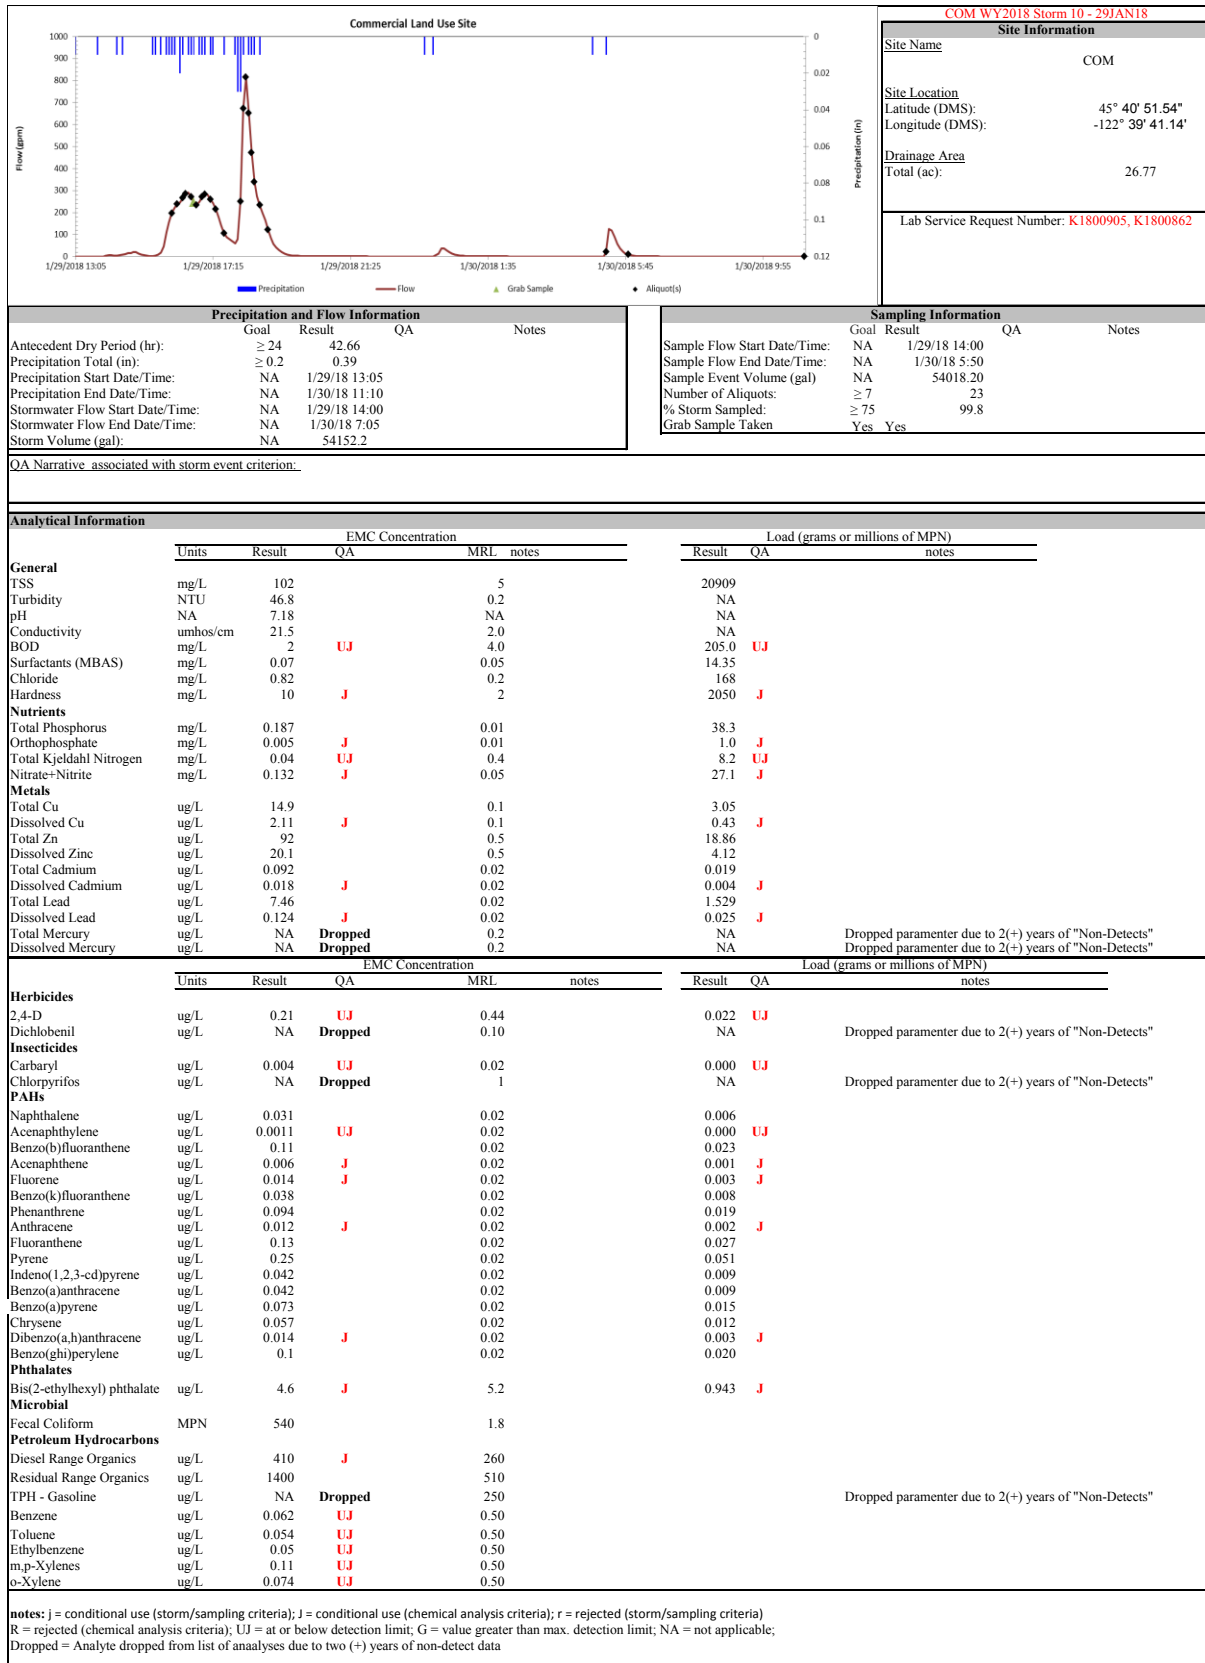 COM WY2018 Storm 10 - 29JAN18
Site Information
Site Name
COM
Site Location
Latitude (DMS): 45° 40' 51.54"
Longitude (DMS): -122° 39' 41.14'
Drainage Area
Total (ac): 26.77
Lab Service Request Number: K1800905, K1800862
Commercial Land Use Site
Flow (gpm)
1000
900
800
700
600
500
400
300
200
100
0
Precipitation (in)
0
0.02
0.04
0.06
0.08
0.1
0.12
1/29/2018 13:05 1/29/2018 17:15 1/29/2018 21:25 1/30/2018 1:35 1/30/2018 5:45 1/30/2018 9:55
Precipitation Flow Grab Sample Aliquot(s)
Precipitation and Flow Information
Goal Result QA Notes
Antecedent Dry Period (hr): ≥ 24 42.66
Precipitation Total (in): ≥ 0.2 0.39
Precipitation Start Date/Time: NA 1/29/18 13:05
Precipitation End Date/Time: NA 1/30/18 11:10
Stormwater Flow Start Date/Time: NA 1/29/18 14:00
Stormwater Flow End Date/Time: NA 1/30/18 7:05
Storm Volume (gal): NA 54152.2
Sampling Information
Goal Result QA Notes
Sample Flow Start Date/Time: NA 1/29/18 14:00
Sample Flow End Date/Time: NA 1/30/18 5:50
Sample Event Volume (gal) NA 54018.20
Number of Aliquots: ≥ 7 23
% Storm Sampled: ≥ 75 99.8
Grab Sample Taken Yes Yes
QA Narrative associated with storm event criterion:
Analytical Information
EMC Concentration Load (grams or millions of MPN)
Units Result QA MRL notes Result QA notes
General
TSS mg/L 102 5 20909
Turbidity NTU 46.8 0.2 NA
pH NA 7.18 NA NA
Conductivity umhos/cm 21.5 2.0 NA
BOD mg/L 2 UJ 4.0 205.0 UJ
Surfactants (MBAS) mg/L 0.07 0.05 14.35
Chloride mg/L 0.82 0.2 168
Hardness mg/L 10 J 2 2050 J
Nutrients
Total Phosphorus mg/L 0.187 0.01 38.3
Orthophosphate mg/L 0.005 J 0.01 1.0 J
Total Kjeldahl Nitrogen mg/L 0.04 UJ 0.4 8.2 UJ
Nitrate+Nitrite mg/L 0.132 J 0.05 27.1 J
Metals
Total Cu ug/L 14.9 0.1 3.05
Dissolved Cu ug/L 2.11 J 0.1 0.43 J
Total Zn ug/L 92 0.5 18.86
Dissolved Zinc ug/L 20.1 0.5 4.12
Total Cadmium ug/L 0.092 0.02 0.019
Dissolved Cadmium ug/L 0.018 J 0.02 0.004 J
Total Lead ug/L 7.46 0.02 1.529
Dissolved Lead ug/L 0.124 J 0.02 0.025 J
Total Mercury ug/L NA Dropped 0.2 NA Dropped paramenter due to 2(+) years of "Non-Detects"
Dissolved Mercury ug/L NA Dropped 0.2 NA Dropped paramenter due to 2(+) years of "Non-Detects"
EMC Concentration Load (grams or millions of MPN)
Units Result QA MRL notes Result QA notes
Herbicides
2,4-D ug/L 0.21 UJ 0.44 0.022 UJ
Dichlobenil ug/L NA Dropped 0.10 NA Dropped paramenter due to 2(+) years of "Non-Detects"
Insecticides
Carbaryl ug/L 0.004 UJ 0.02 0.000 UJ
Chlorpyrifos ug/L NA Dropped 1 NA Dropped paramenter due to 2(+) years of "Non-Detects"
PAHs
Naphthalene ug/L 0.031 0.02 0.006
Acenaphthylene ug/L 0.0011 UJ 0.02 0.000 UJ
Benzo(b)fluoranthene ug/L 0.11 0.02 0.023
Acenaphthene ug/L 0.006 J 0.02 0.001 J
Fluorene ug/L 0.014 J 0.02 0.003 J
Benzo(k)fluoranthene ug/L 0.038 0.02 0.008
Phenanthrene ug/L 0.094 0.02 0.019
Anthracene ug/L 0.012 J 0.02 0.002 J
Fluoranthene ug/L 0.13 0.02 0.027
Pyrene ug/L 0.25 0.02 0.051
Indeno(1,2,3-cd)pyrene ug/L 0.042 0.02 0.009
Benzo(a)anthracene ug/L 0.042 0.02 0.009
Benzo(a)pyrene ug/L 0.073 0.02 0.015
Chrysene ug/L 0.057 0.02 0.012
Dibenzo(a,h)anthracene ug/L 0.014 J 0.02 0.003 J
Benzo(ghi)perylene ug/L 0.1 0.02 0.020
Phthalates
Bis(2-ethylhexyl) phthalate ug/L 4.6 J 5.2 0.943 J
Microbial
Fecal Coliform MPN 540 1.8
Petroleum Hydrocarbons
Diesel Range Organics ug/L 410 J 260
Residual Range Organics ug/L 1400 510
TPH - Gasoline ug/L NA Dropped 250 Dropped paramenter due to 2(+) years of "Non-Detects"
Benzene ug/L 0.062 UJ 0.50
Toluene ug/L 0.054 UJ 0.50
Ethylbenzene ug/L 0.05 UJ 0.50
m,p-Xylenes ug/L 0.11 UJ 0.50
o-Xylene ug/L 0.074 UJ 0.50
notes: j = conditional use (storm/sampling criteria); J = conditional use (chemical analysis criteria); r = rejected (storm/sampling criteria)
R = rejected (chemical analysis criteria); UJ = at or below detection limit; G = value greater than max. detection limit; NA = not applicable;
Dropped = Analyte dropped from list of anaalyses due to two (+) years of non-detect data